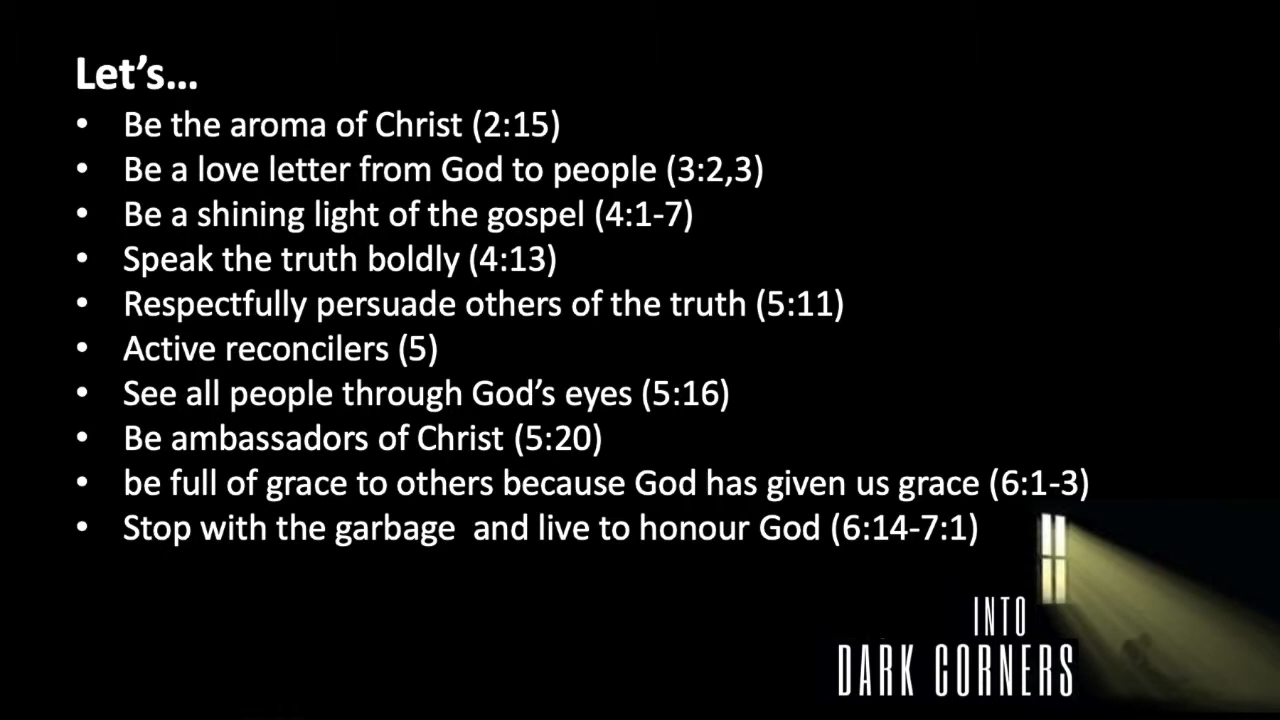 Let's...
• Be the aroma of Christ (2:15)
• Be a love letter from God to people (3:2,3)
• Be a shining light of the gospel (4:1-7)
• Speak the truth boldly (4:13)
• Respectfully persuade others of the truth (5:11)
• Active reconcilers (5)
• See all people through God's eyes (5:16)
• Be ambassadors of Christ (5:20)
• be full of grace to others because God has given us grace (6:1-3)
• Stop with the garbage  and live to honour God (6:14-7:1)
INTO
DARK CORNERS